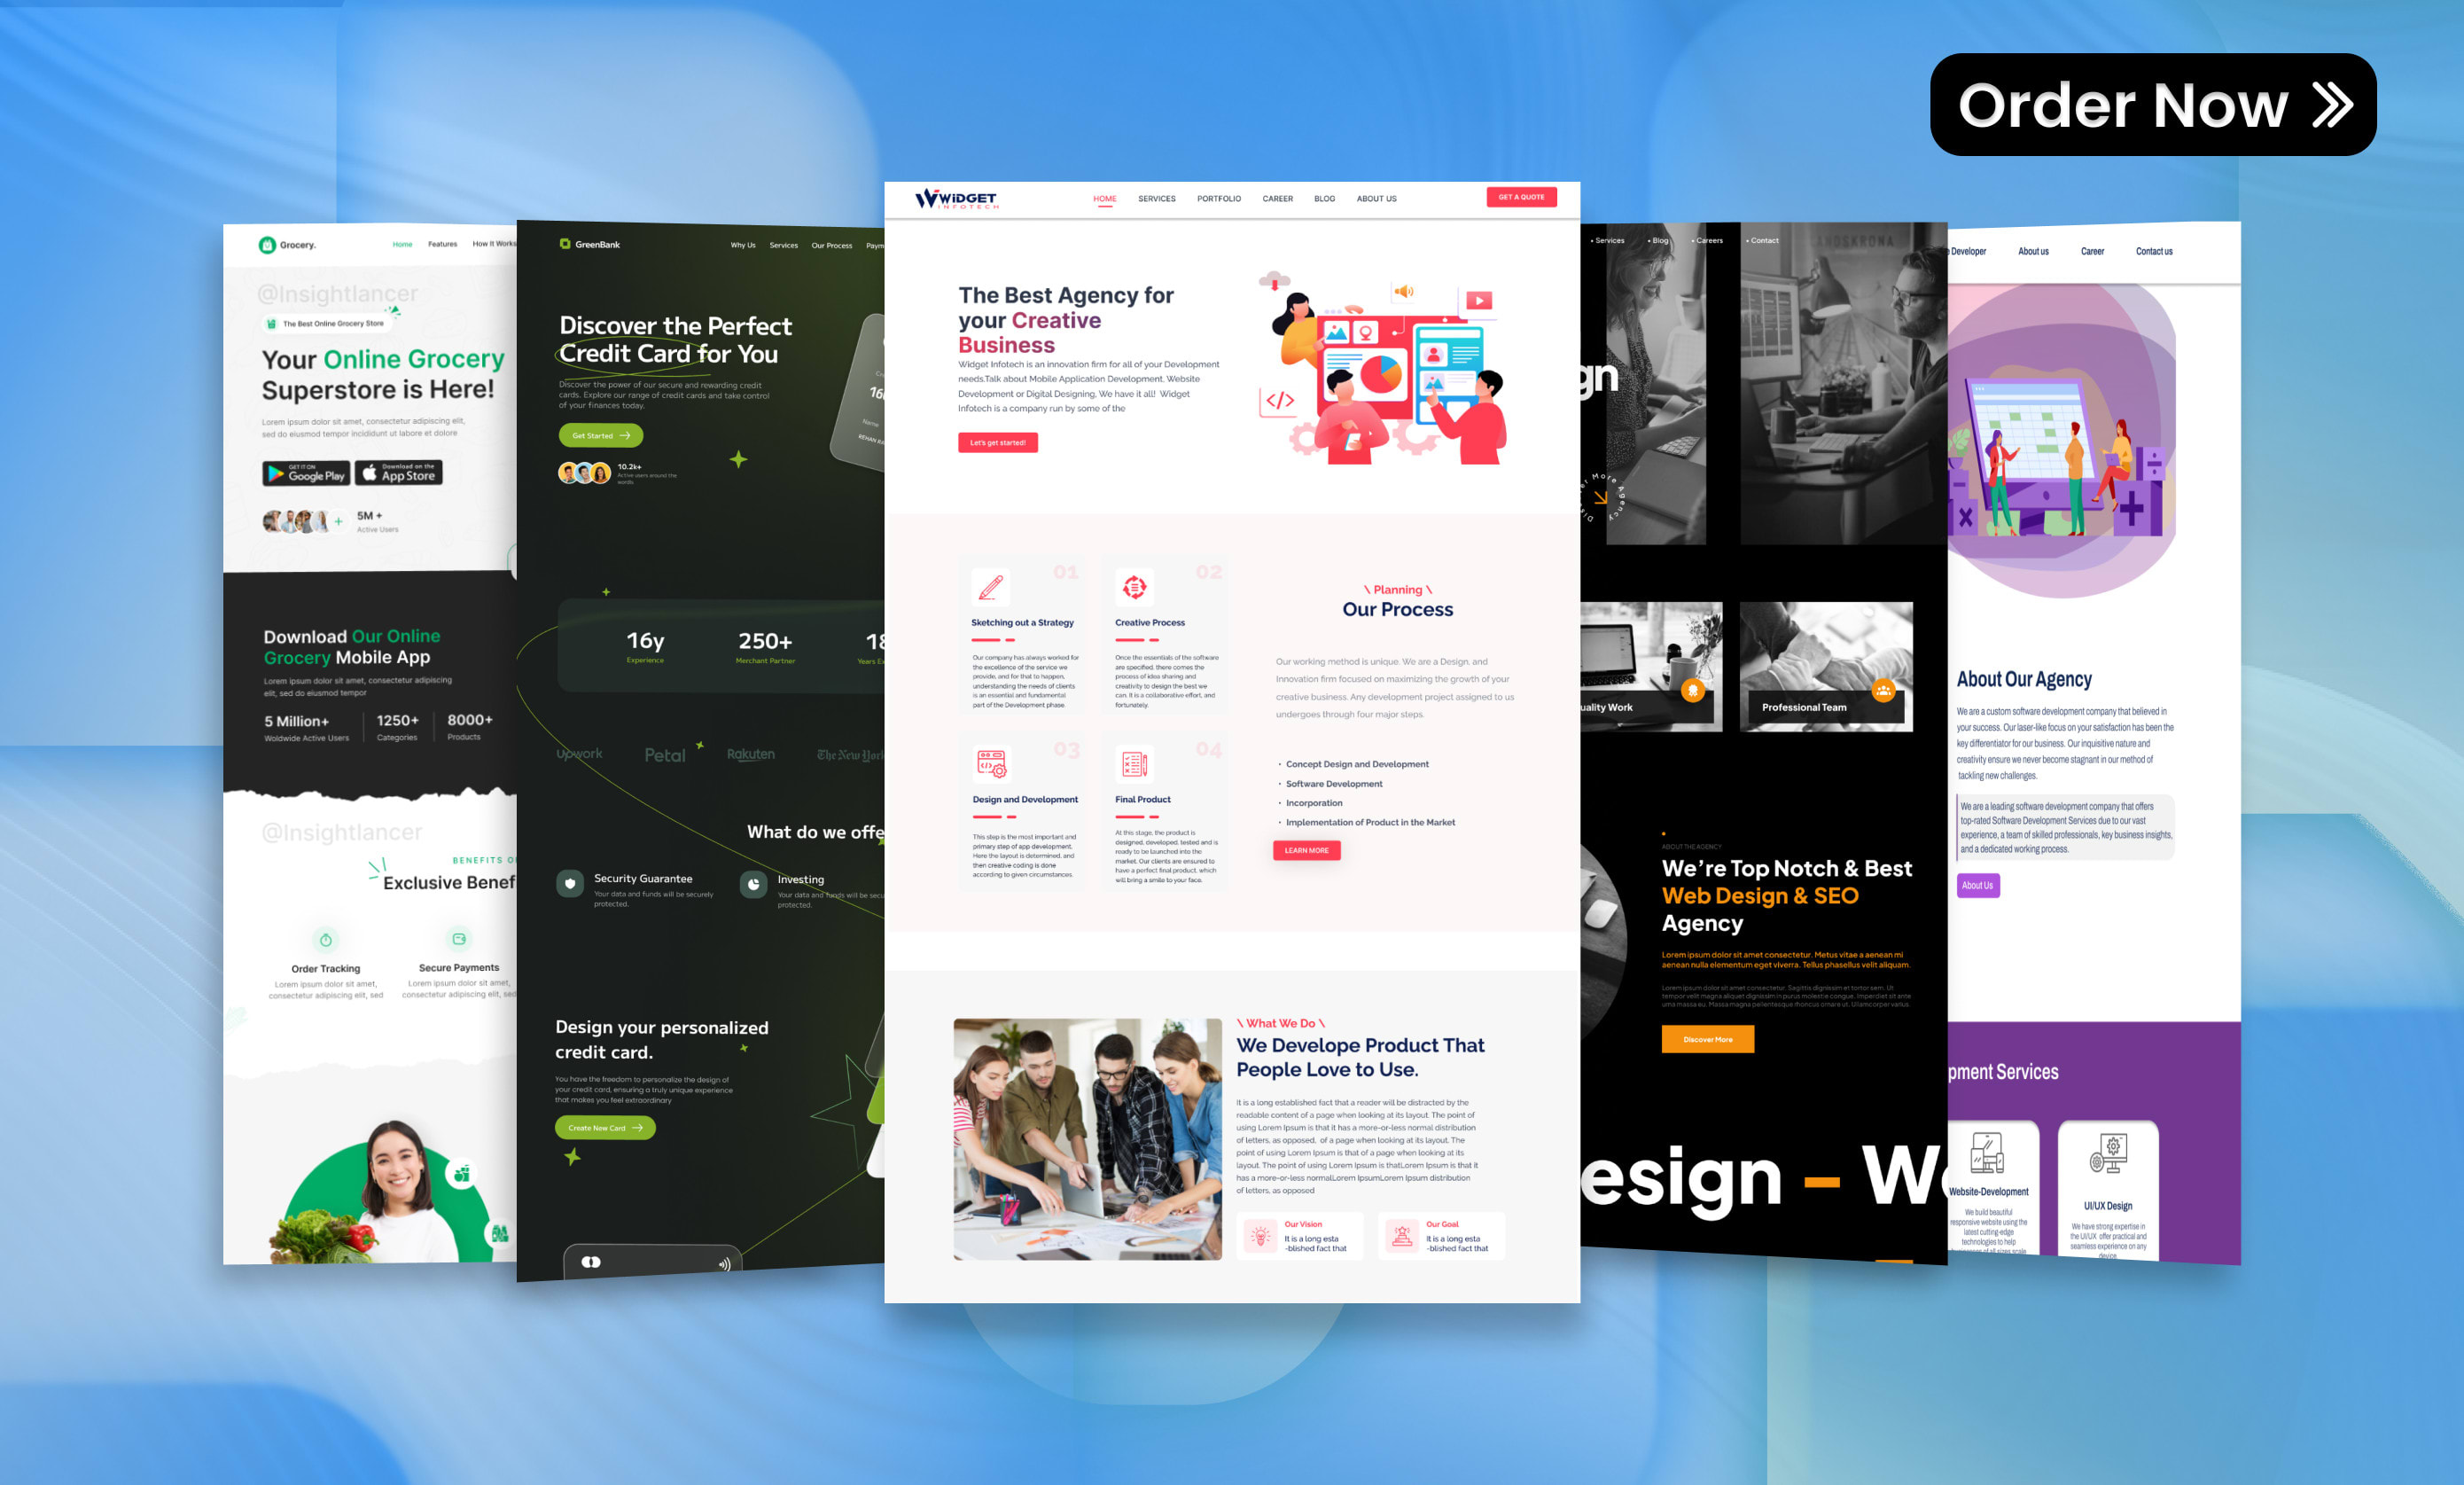 Order Now
Grocery.
Home Features How It Works
@Insightlancer
The Best Online Grocery Store
Your Online Grocery
Superstore is Here!
Lorem ipsum dolor sit amet, consectetur adipiscing elit,
sed do eiusmod tempor incididunt ut labore et dolore
GET IT ON
Google Play
Download on the
App Store
5M +
Active Users
Download Our Online
Grocery Mobile App
Lorem ipsum dolor sit amet, consectetur adipiscing
elit, sed do eiusmod tempor
5 Million+ 1250+ 8000+
Woldwide Active Users Categories Products
@Insightlancer
BENEFITS
Exclusive Benef
Order Tracking
Lorem ipsum dolor sit amet,
consectetur adipiscing elit, sed
Secure Payments
Lorem ipsum dolor sit amet,
consectetur adipiscing elit, sed
GreenBank
Why Us Services Our Process Paym
Discover the Perfect
Credit Card for You
Discover the power of our secure and rewarding credit
cards. Explore our range of credit cards and take control
of your finances today.
Get Started
10.2k+
Active users around the
words
Name
16y 250+ 18
Experience Merchant Partner Years Ex
Upwork Petal Rakuten The New York
What do we offe
Security Guarantee
Your data and funds will be securely
protected.
Investing
Your data and funds will be secu
protected.
Design your personalized
credit card.
You have the freedom to personalize the design of
your credit card, ensuring a truly unique experience
that makes you feel extraordinary
Create New Card
WiDGET
INFOTECH
HOME SERVICES PORTFOLIO CAREER BLOG ABOUT US
GET A QUOTE
The Best Agency for
your Creative
Business
Widget Infotech is an innovation firm for all of your Development
needs.Talk about Mobile Application Development, Website
Development or Digital Designing, We have it all! Widget
Infotech is a company run by some of the
Let's get started!
01
Sketching out a Strategy
Our company has always worked for
the excellence of the service we
provide, and for that to happen,
understanding the needs of clients
is an essential and fundamental
part of the Development phase.
02
Creative Process
Once the essentials of the software
are specified, there comes the
process of idea sharing and
creativity to design the best we
can. It is a collaborative effort, and
fortunately.
03
Design and Development
This step is the most important and
primary step of app development.
Here the layout is determined, and
then creative coding is done
according to given circumstances.
04
Final Product
At this stage, the product is
designed, developed, tested and is
ready to be launched into the
market. Our clients are ensured to
have a perfect final product, which
will bring a smile to your face.
\ Planning \
Our Process
Our working method is unique. We are a Design, and
Innovation firm focused on maximizing the growth of your
creative business. Any development project assigned to us
undergoes through four major steps.
• Concept Design and Development
• Software Development
• Incorporation
• Implementation of Product in the Market
LEARN MORE
\ What We Do \
We Develope Product That
People Love to Use.
It is a long established fact that a reader will be distracted by the
readable content of a page when looking at its layout. The point of
using Lorem Ipsum is that it has a more-or-less normal distribution
of letters, as opposed, of a page when looking at its layout. The
point of using Lorem Ipsum is that of a page when looking at its
layout. The point of using Lorem Ipsum is thatLorem Ipsum is that it
has a more-or-less normalLorem IpsumLorem Ipsum distribution
of letters, as opposed
Our Vision
It is a long esta
-blished fact that
Our Goal
It is a long esta
-blished fact that
• Services • Blog • Careers • Contact
LANDSKRONA
gn
er More Agency Dis
uality Work
Professional Team
ABOUT THE AGENCY
We're Top Notch & Best
Web Design & SEO
Agency
Lorem ipsum dolor sit amet consectetur. Metus vitae a aenean mi
aenean nulla elementum eget viverra. Tellus phasellus velit aliquam.
Lorem ipsum dolor sit amet consectetur. Sagittis dignissim et tortor sem. Ut
tempor velit magna aliquet dignissim in purus molestie congue. Imperdiet sit ante
urna massa eu. Massa magna pellentesque rhoncus ornare ut. Ullamcorper varius.
Discover More
esign – We
Developer About us Career Contact us
About Our Agency
We are a custom software development company that believed in
your success. Our laser-like focus on your satisfaction has been the
key differentiator for our business. Our inquisitive nature and
creativity ensure we never become stagnant in our method of
tackling new challenges.
We are a leading software development company that offers
top-rated Software Development Services due to our vast
experience, a team of skilled professionals, key business insights,
and a dedicated working process.
About Us
pment Services
Website-Development
We build beautiful
responsive website using the
latest cutting-edge
technologies to help
businesses of all sizes scale
UI/UX Design
We have strong expertise in
the UI/UX offer practical and
seamless experience on any
device